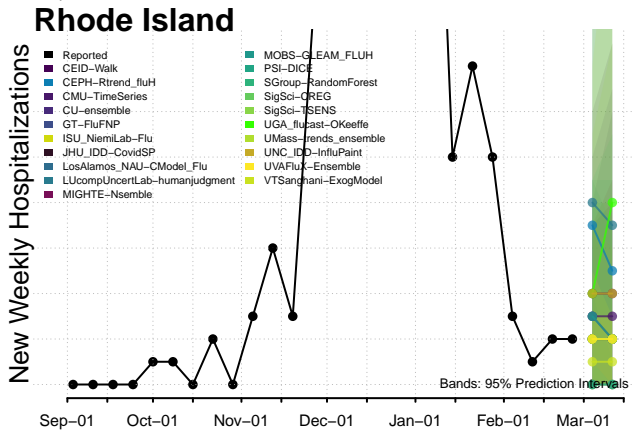 Rhode Island
New Weekly Hospitalizations
Reported
CEID−Walk
CEPH−Rtrend_fluH
CMU−TimeSeries
CU−ensemble
GT−FluFNP
ISU_NiemiLab−Flu
JHU_IDD−CovidSP
LosAlamos_NAU−CModel_Flu
LUcompUncertLab−humanjudgment
MIGHTE−Nsemble
MOBS−GLEAM_FLUH
PSI−DICE
SGroup−RandomForest
SigSci−CREG
SigSci−TSENS
UGA_flucast−OKeeffe
UMass−trends_ensemble
UNC_IDD−InfluPaint
UVAFluX−Ensemble
VTSanghani−ExogModel
Bands: 95% Prediction Intervals
Sep−01 Oct−01 Nov−01 Dec−01 Jan−01 Feb−01 Mar−01